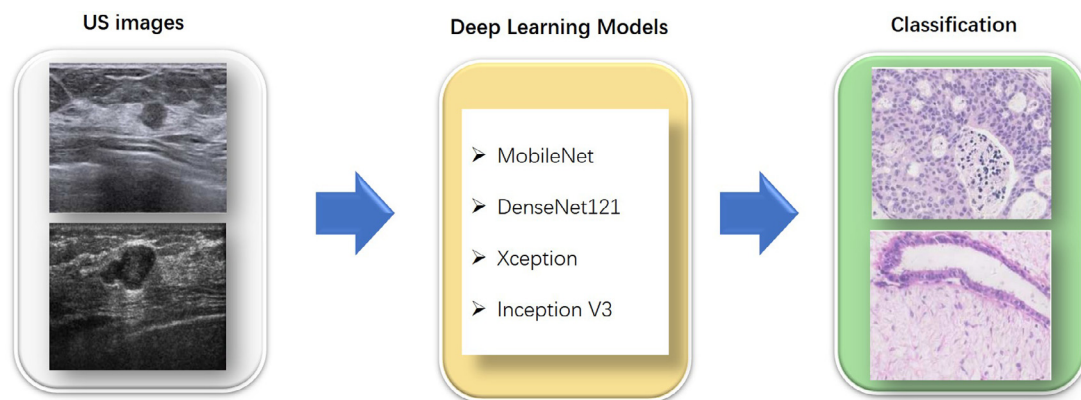 US images
Deep Learning Models
Classification
➢ MobileNet
➢ DenseNet121
➢ Xception
➢ Inception V3